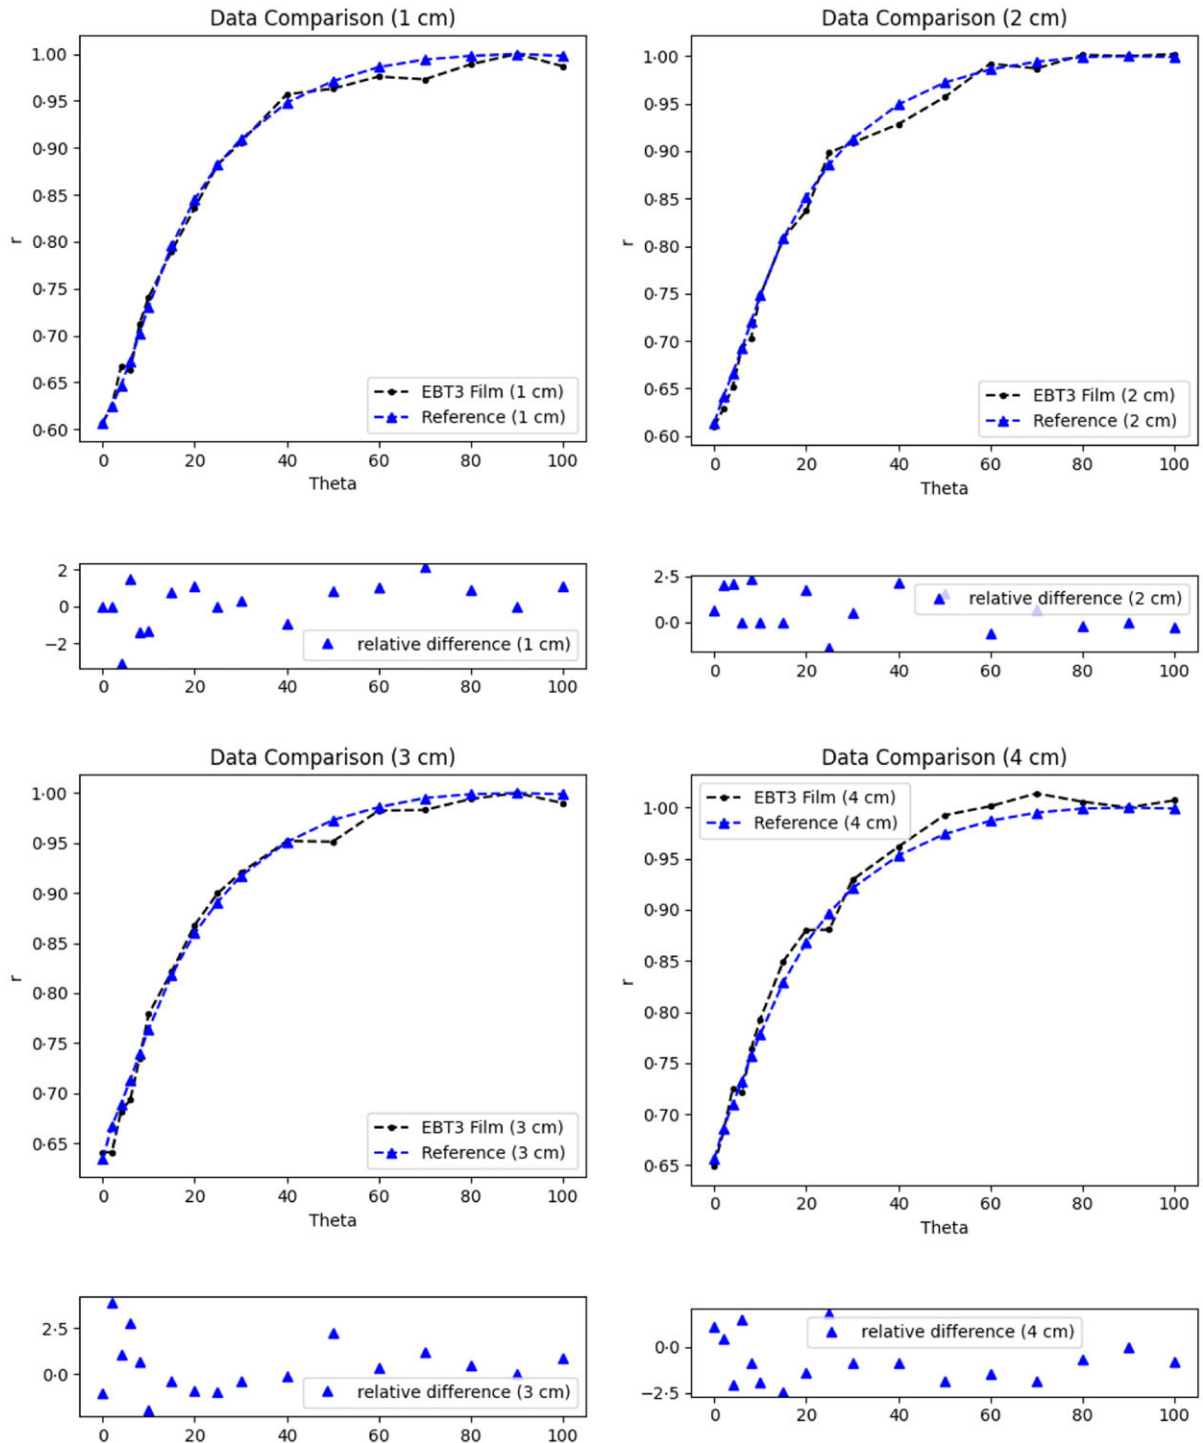 Data Comparison (1 cm)
1·00
0·95
0·90
0·85
0·80
0·75
0·70
0·65
0·60
r
EBT3 Film (1 cm)
Reference (1 cm)
0 20 40 60 80 100
Theta
2
0
−2
relative difference (1 cm)
0 20 40 60 80 100
Data Comparison (2 cm)
1·00
0·95
0·90
0·85
0·80
0·75
0·70
0·65
0·60
r
EBT3 Film (2 cm)
Reference (2 cm)
0 20 40 60 80 100
Theta
2·5
0·0
relative difference (2 cm)
0 20 40 60 80 100
Data Comparison (3 cm)
1·00
0·95
0·90
0·85
0·80
0·75
0·70
0·65
r
EBT3 Film (3 cm)
Reference (3 cm)
0 20 40 60 80 100
Theta
2·5
0·0
relative difference (3 cm)
0 20 40 60 80 100
Data Comparison (4 cm)
EBT3 Film (4 cm)
Reference (4 cm)
1·00
0·95
0·90
0·85
0·80
0·75
0·70
0·65
r
0 20 40 60 80 100
Theta
0·0
−2·5
relative difference (4 cm)
0 20 40 60 80 100